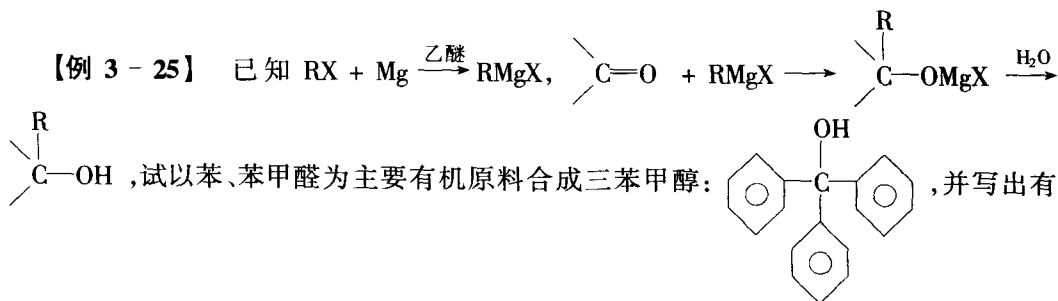 R
【例 3-25】 已知 RX + Mg 乙醚→ RMgX, C=O + RMgX → C—OMgX H₂O→
R OH
C—OH ,试以苯、苯甲醛为主要有机原料合成三苯甲醇: C ,并写出有